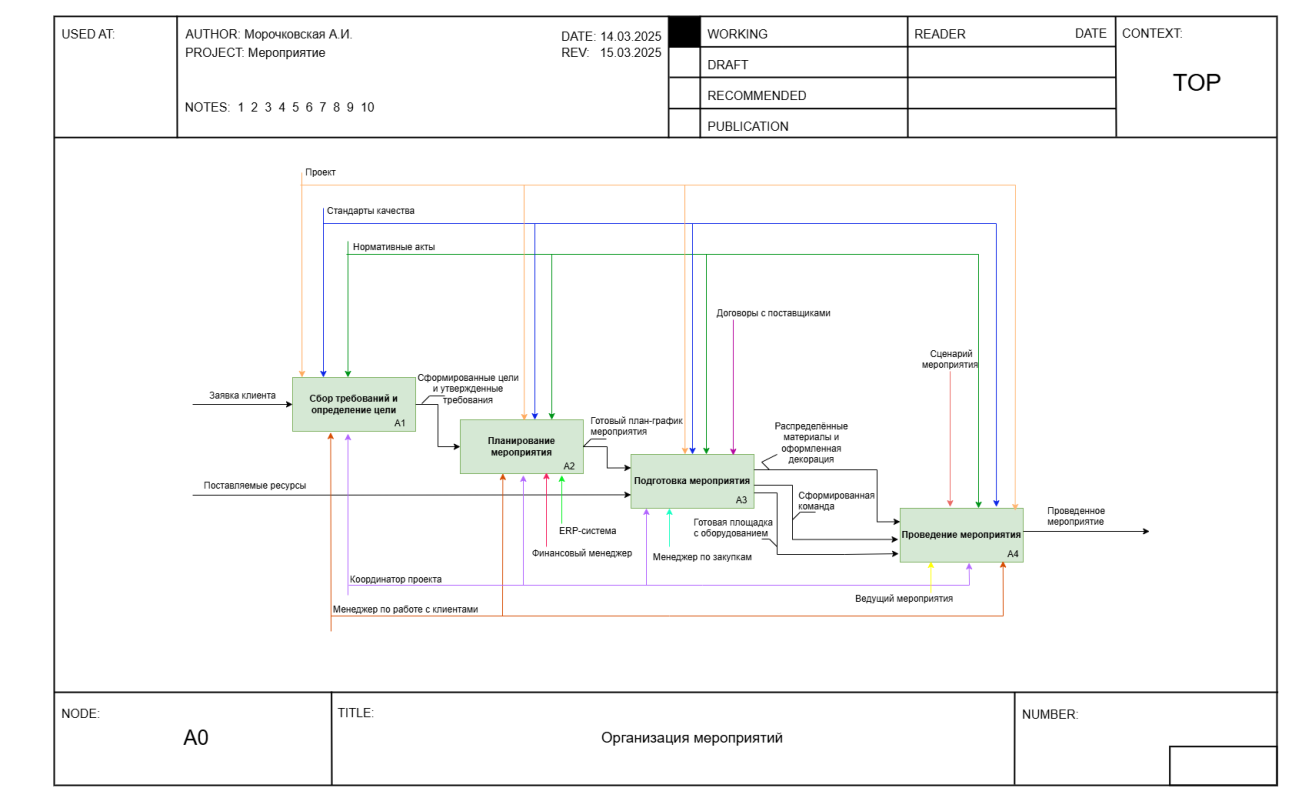 USED AT:
AUTHOR: Морочковская А.И.
DATE: 14.03.2025
PROJECT: Мероприятие
REV: 15.03.2025
NOTES: 1 2 3 4 5 6 7 8 9 10
WORKING
READER
DATE
DRAFT
RECOMMENDED
PUBLICATION
CONTEXT:
TOP
Проект
Стандарты качества
Нормативные акты
Договоры с поставщиками
Сценарий
мероприятия
Заявка клиента
Сбор требований и
определение цели
A1
Сформированные цели
и утвержденные
требования
Планирование
мероприятия
A2
Готовый план-график
мероприятия
Поставляемые ресурсы
Подготовка мероприятия
A3
Распределённые
материалы и
оформленная
декорация
Сформированная
команда
Готовая площадка
с оборудованием
Проведение мероприятия
A4
Проведенное
мероприятие
ERP-система
Финансовый менеджер
Менеджер по закупкам
Координатор проекта
Ведущий мероприятия
Менеджер по работе с клиентами
NODE:
A0
TITLE:
Организация мероприятий
NUMBER: